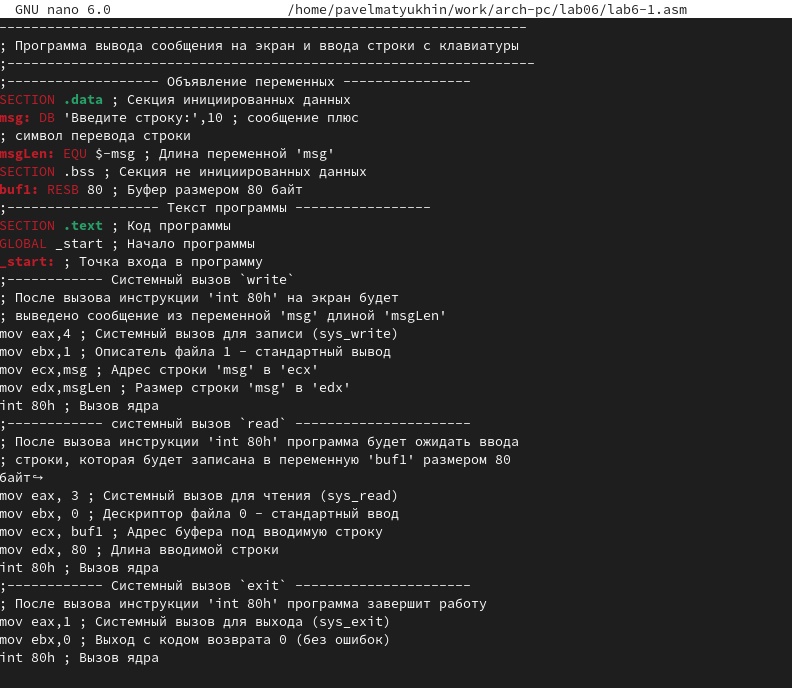 GNU nano 6.0 /home/pavelmatyukhin/work/arch-pc/lab06/lab6-1.asm
------------------------------------------------------------------
; Программа вывода сообщения на экран и ввода строки с клавиатуры
;------------------------------------------------------------------
;------------------- Объявление переменных ----------------
SECTION .data ; Секция инициированных данных
msg: DB 'Введите строку:',10 ; сообщение плюс
; символ перевода строки
msgLen: EQU $-msg ; Длина переменной 'msg'
SECTION .bss ; Секция не инициированных данных
buf1: RESB 80 ; Буфер размером 80 байт
;------------------- Текст программы -----------------
SECTION .text ; Код программы
GLOBAL _start ; Начало программы
_start: ; Точка входа в программу
;------------ Системный вызов `write`
; После вызова инструкции 'int 80h' на экран будет
; выведено сообщение из переменной 'msg' длиной 'msgLen'
mov eax,4 ; Системный вызов для записи (sys_write)
mov ebx,1 ; Описатель файла 1 - стандартный вывод
mov ecx,msg ; Адрес строки 'msg' в 'ecx'
mov edx,msgLen ; Размер строки 'msg' в 'edx'
int 80h ; Вызов ядра
;------------ системный вызов `read` ----------------------
; После вызова инструкции 'int 80h' программа будет ожидать ввода
; строки, которая будет записана в переменную 'buf1' размером 80
байт↪
mov eax, 3 ; Системный вызов для чтения (sys_read)
mov ebx, 0 ; Дескриптор файла 0 - стандартный ввод
mov ecx, buf1 ; Адрес буфера под вводимую строку
mov edx, 80 ; Длина вводимой строки
int 80h ; Вызов ядра
;------------ Системный вызов `exit` ----------------------
; После вызова инструкции 'int 80h' программа завершит работу
mov eax,1 ; Системный вызов для выхода (sys_exit)
mov ebx,0 ; Выход с кодом возврата 0 (без ошибок)
int 80h ; Вызов ядра